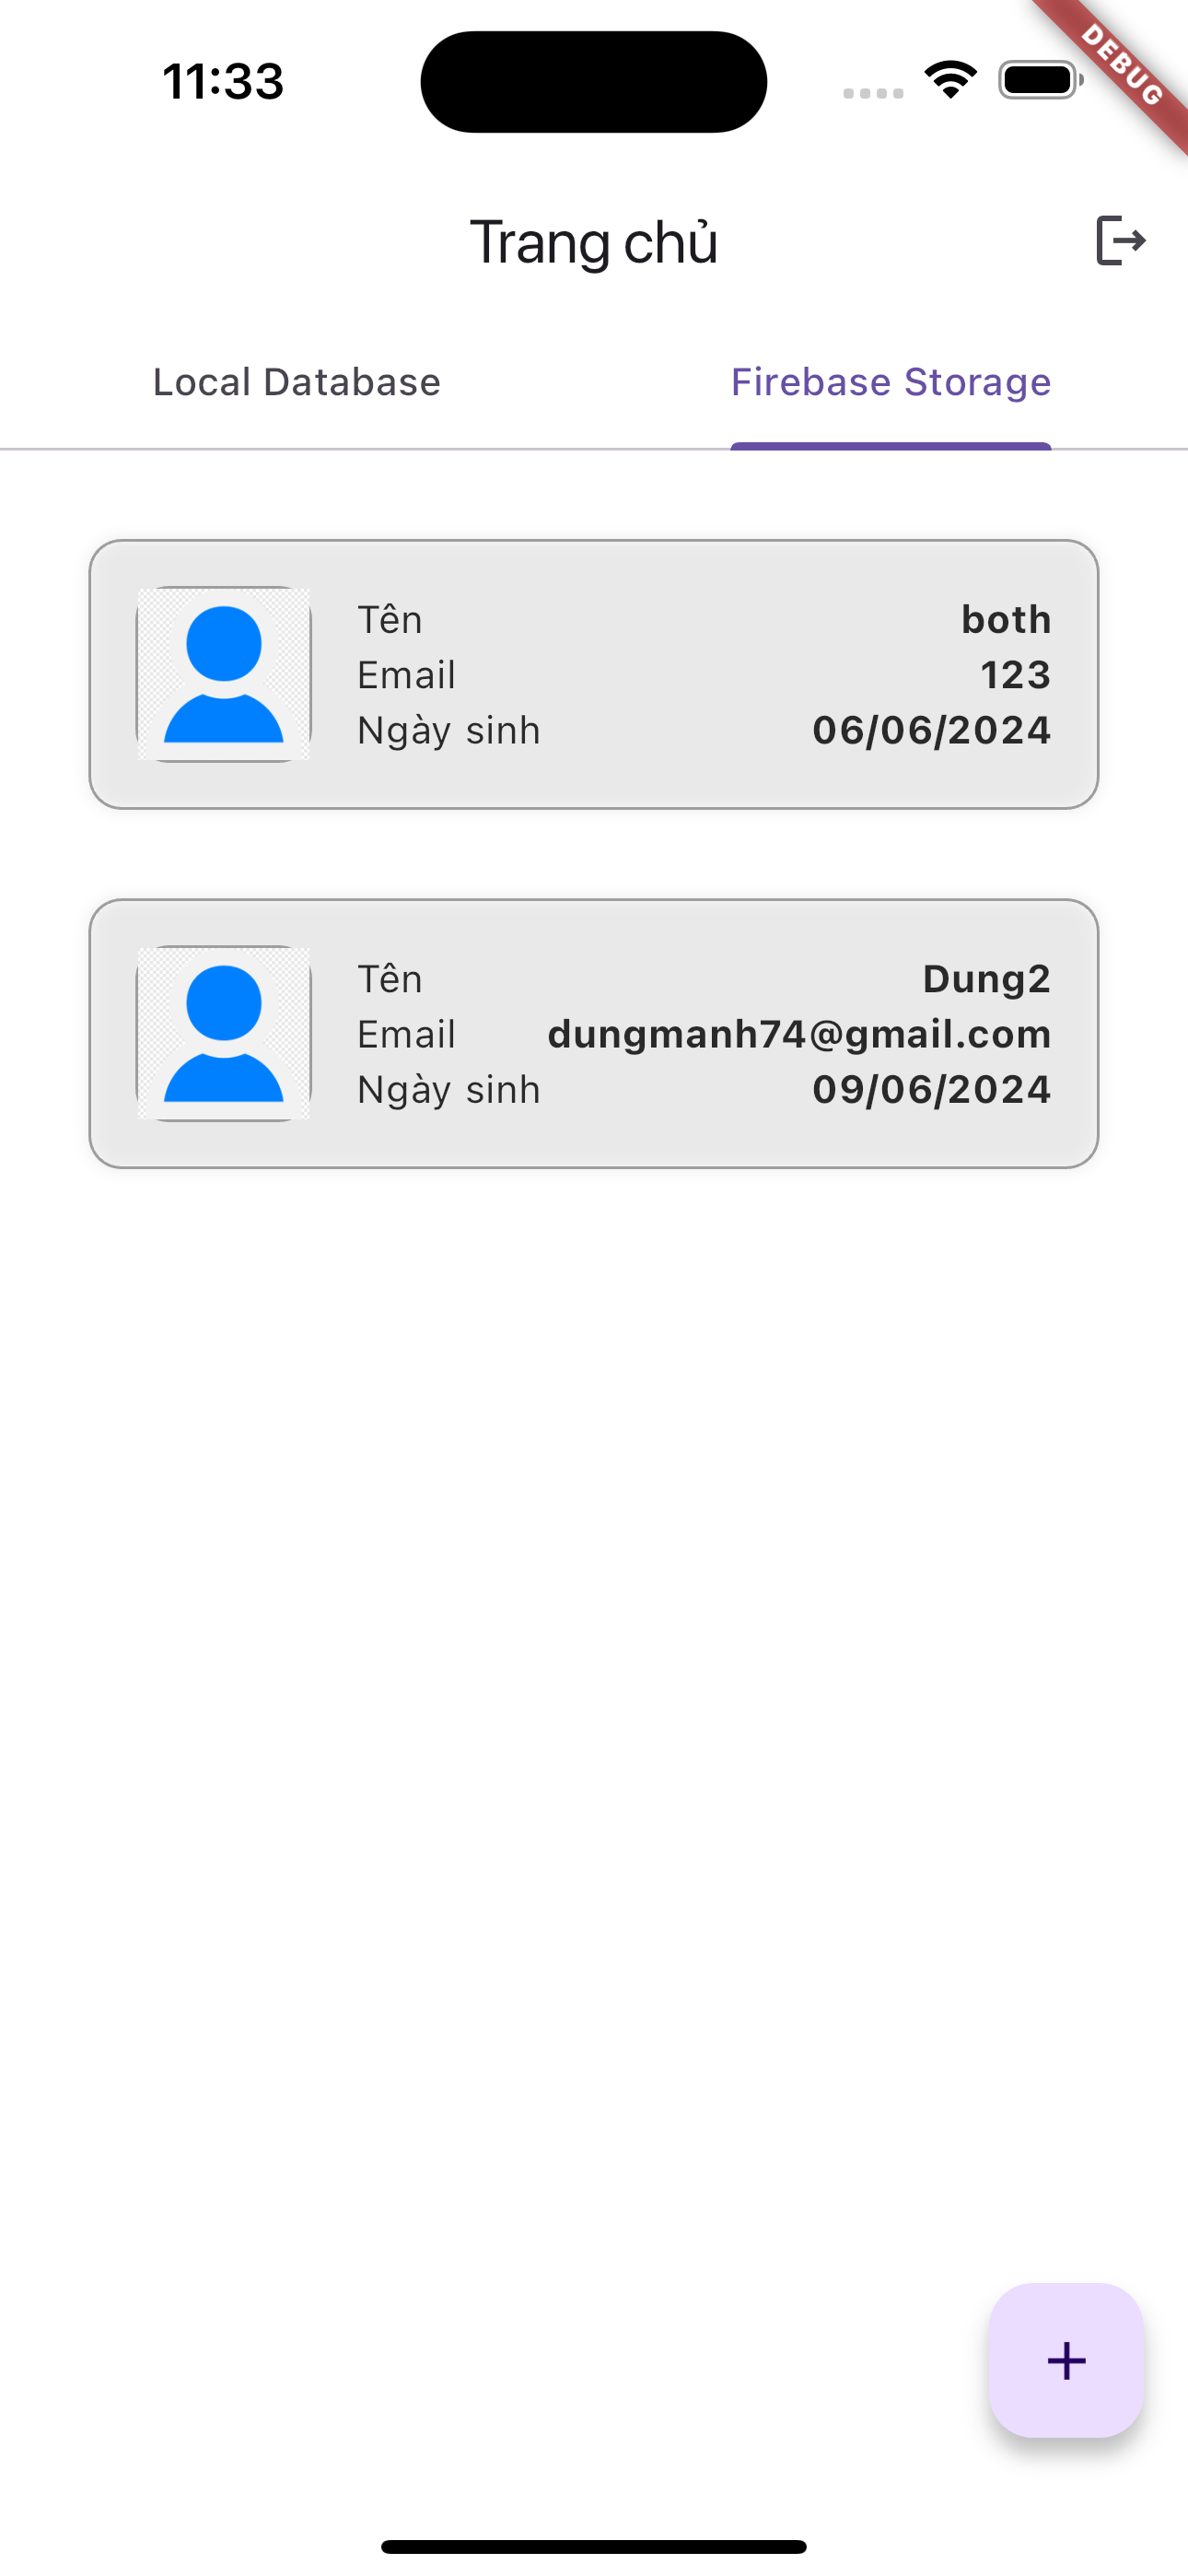 11:33
DEBUG
Trang chủ
Local Database
Firebase Storage
Tên both
Email 123
Ngày sinh 06/06/2024
Tên Dung2
Email dungmanh74@gmail.com
Ngày sinh 09/06/2024